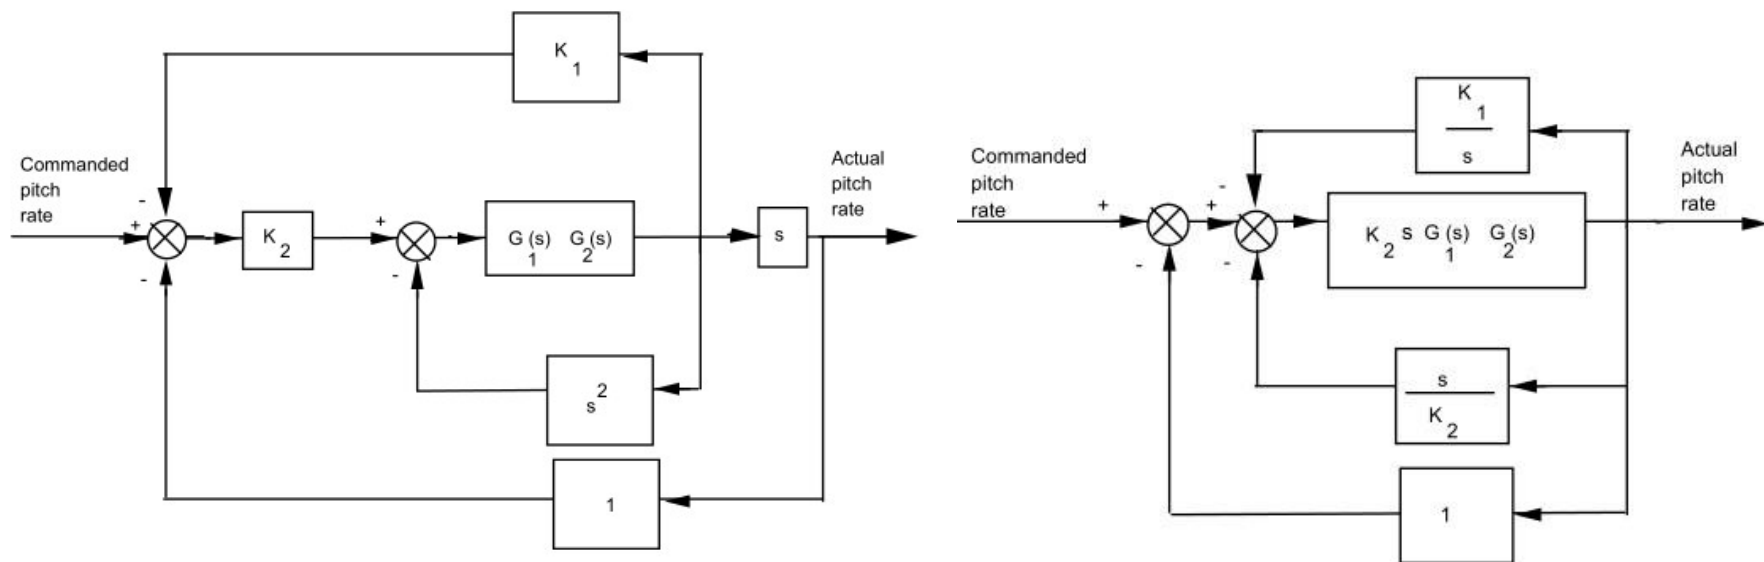 K
1
Commanded
pitch
rate
-
+
-
K
2
+
-
G (s) G (s)
1 2
s
Actual
pitch
rate
s 2
1
K
1
s
Commanded
pitch
rate
+
-
+
-
-
K s G (s) G (s)
2 1 2
Actual
pitch
rate
s
K
2
1